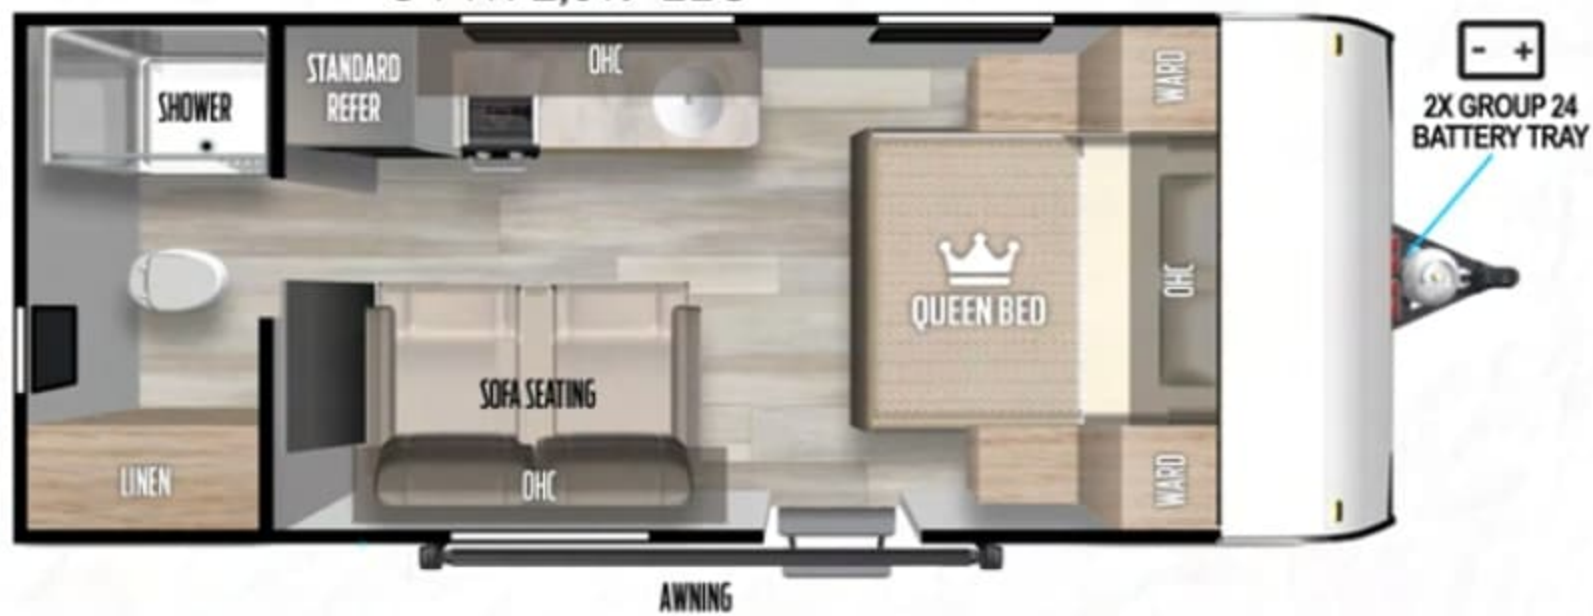 SHOWER
STANDARD
REFER
OHC
WARD
- +
2X GROUP 24
BATTERY TRAY
QUEEN BED
OHC
SOFA SEATING
OHC
LINEN
WARD
AWNING